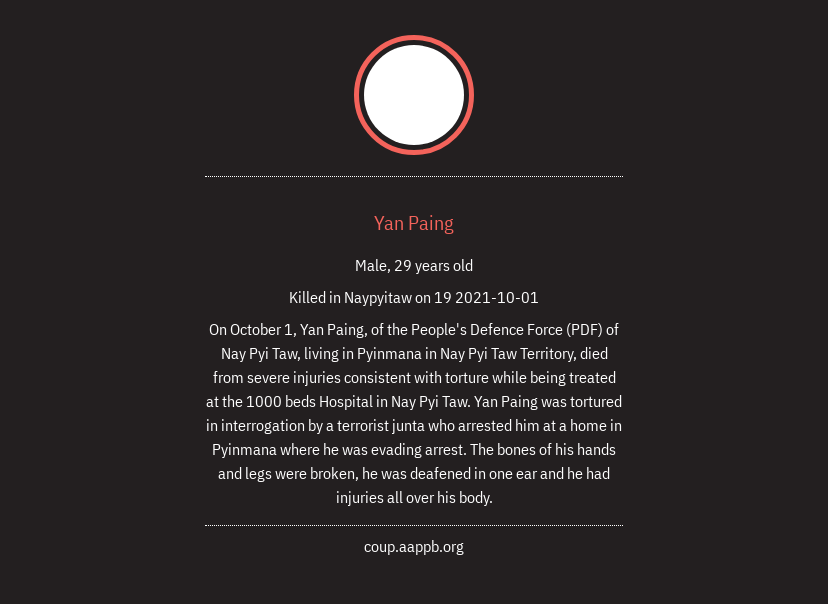 Yan Paing
Male, 29 years old
Killed in Naypyitaw on 19 2021-10-01
On October 1, Yan Paing, of the People's Defence Force (PDF) of
Nay Pyi Taw, living in Pyinmana in Nay Pyi Taw Territory, died
from severe injuries consistent with torture while being treated
at the 1000 beds Hospital in Nay Pyi Taw. Yan Paing was tortured
in interrogation by a terrorist junta who arrested him at a home in
Pyinmana where he was evading arrest. The bones of his hands
and legs were broken, he was deafened in one ear and he had
injuries all over his body.
coup.aappb.org